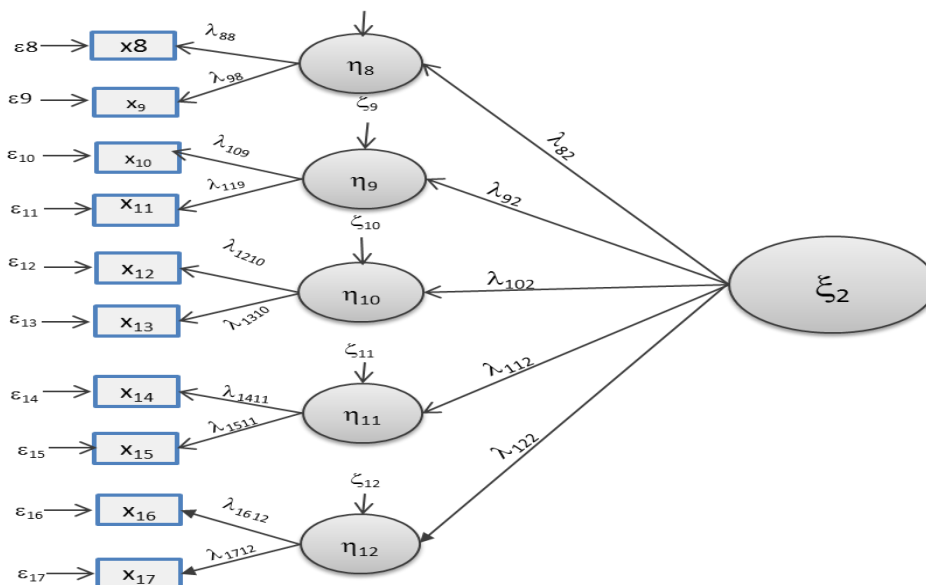 ε8 x8 λ88 η8
ε9 x9 λ98 ζ9
λ82
ε10 x10 λ109 η9
ε11 x11 λ119 ζ10
λ92
ε12 x12 λ1210 η10
ε13 x13 λ1310 ζ11
λ102 ξ2
ε14 x14 λ1411 η11
ε15 x15 λ1511 ζ12
λ112
ε16 x16 λ1612 η12
ε17 x17 λ1712
λ122